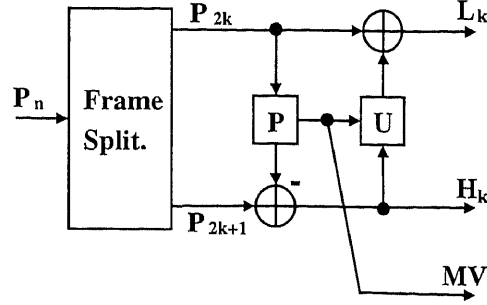 P2k
Lk
Pn
Frame
Split.
P
U
-
P2k+1
Hk
MV